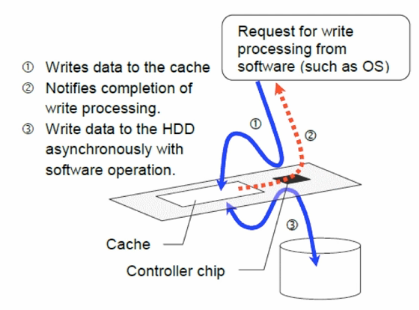 Request for write
processing from
software (such as OS)
① Writes data to the cache
② Notifies completion of
write processing.
③ Write data to the HDD
asynchronously with
software operation.
①
②
③
Cache
Controller chip